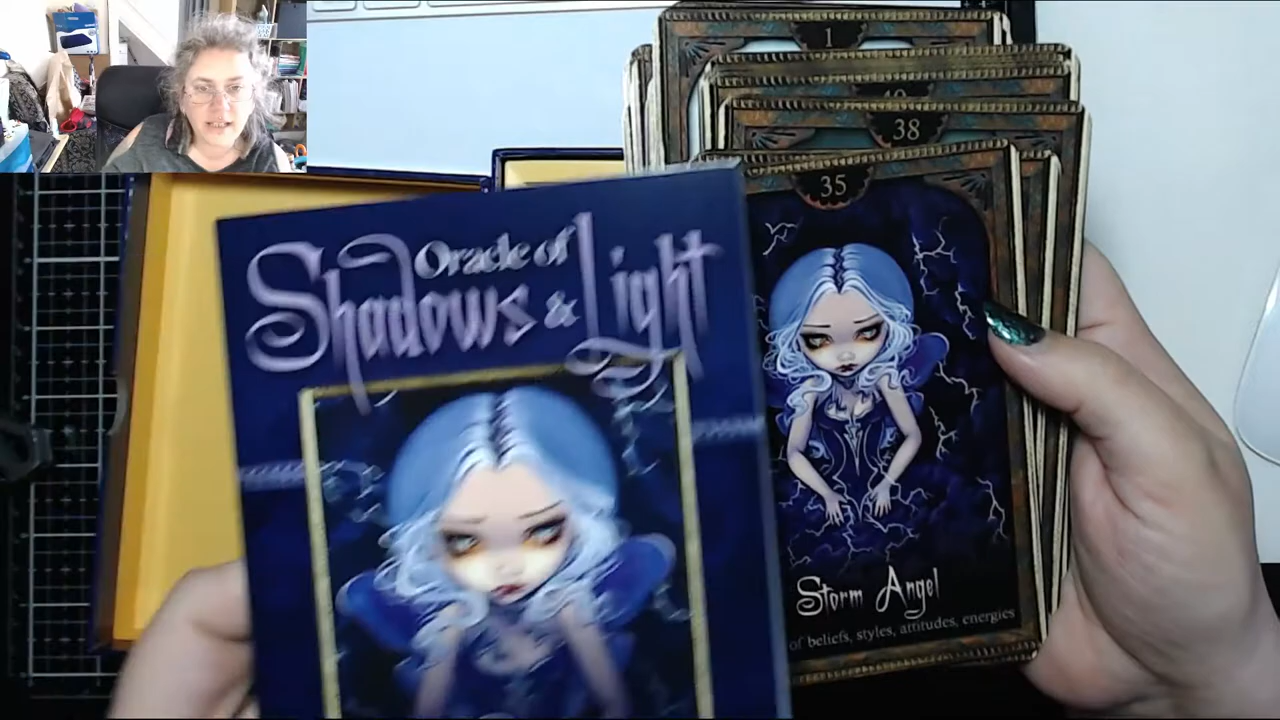 1
38
35
Oracle of
Shadows & Light
Storm Angel
of beliefs, styles, attitudes, energies